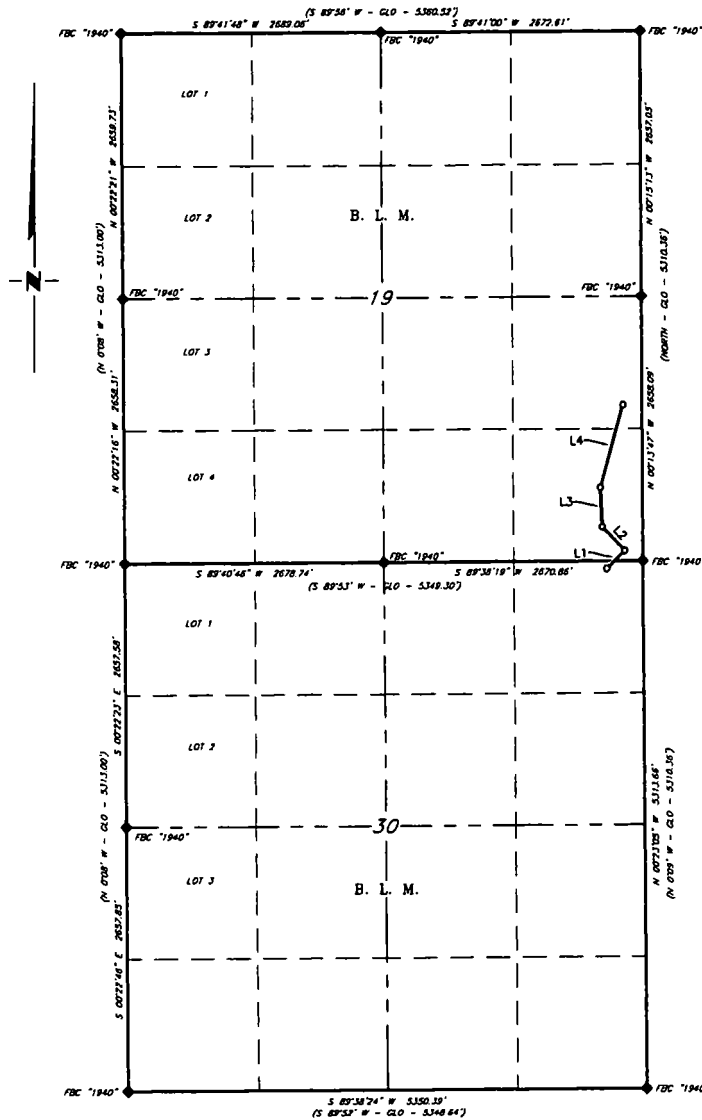 (S 89'58' W - GLO - 5360.52')
S 89'41'48" W 2689.06'
S 89'41'00" W 2672.61'
FBC "1940"
FBC "1940"
FBC "1940"
LOT 1
N 00'22'21" W 2659.73'
N 00'15'13" W 2657.05'
LOT 2
B. L. M.
(N 0'08' W - GLO - 5313.00')
(NORTH - GLO - 5310.36')
N
FBC "1940"
19
FBC "1940"
LOT 3
N 00'22'16" W 2658.31'
N 00'13'47" W 2658.09'
L4
LOT 4
L3
L2
L1
FBC "1940"
FBC "1940"
FBC "1940"
S 89'40'46" W 2678.74'
S 89'38'19" W 2670.86'
(S 89'53' W - GLO - 5349.30')
LOT 1
S 00'22'23" E 2657.58'
LOT 2
(N 0'08' W - GLO - 5313.00')
N 00'23'05" W 5313.66'
(N 0'09' W - GLO - 5310.36')
FBC "1940"
30
LOT 3
B. L. M.
S 00'22'46" E 2657.85'
FBC "1940"
FBC "1940"
S 89'38'24" W 5350.39'
(S 89'52' W - GLO - 5348.64')